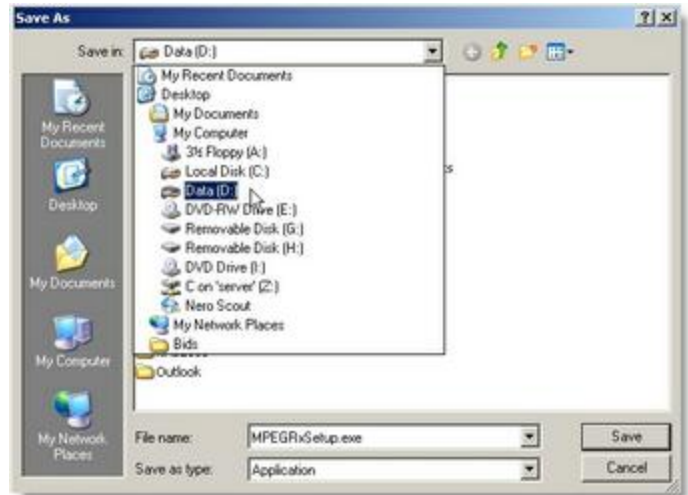 Save As
Save in:
Data (D:)
My Recent Documents
Desktop
My Documents
My Computer
3½ Floppy (A:)
Local Disk (C:)
Data (D:)
DVD-RW Drive (E:)
Removable Disk (G:)
Removable Disk (H:)
DVD Drive (I:)
C on 'server' (Z:)
Nero Scout
My Network Places
Bids
Outlook
My Recent
Documents
Desktop
My Documents
My Computer
My Network
Places
File name:
MPEGRxSetup.exe
Save
Save as type:
Application
Cancel